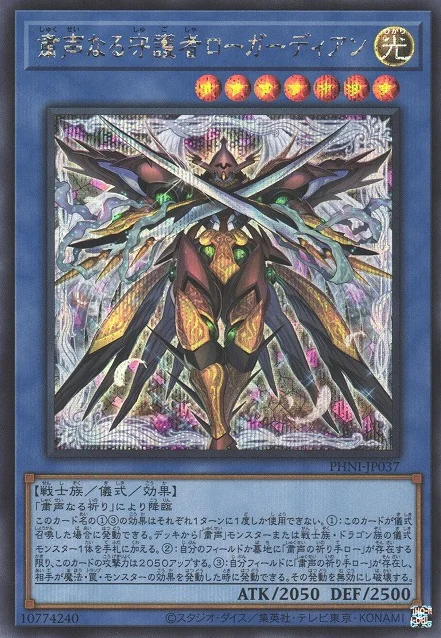 粛声なる守護者ローガーディアン
光
PHNI-JP037
【戦士族／儀式／効果】
「粛声なる祈り」により降臨
このカード名の①③の効果はそれぞれ1ターンに1度しか使用できない。①：このカードが儀式
召喚した場合に発動できる。デッキから「粛声」モンスターまたは戦士族・ドラゴン族の儀式
モンスター1体を手札に加える。②：自分のフィールドか墓地に「粛声の祈り手ロー」が存在する
限り、このカードの攻撃力は2050アップする。③：自分フィールドに「粛声の祈り手ロー」が存在し、
相手が魔法・罠・モンスターの効果を発動した時に発動できる。その発動を無効にし破壊する。
ATK/2050 DEF/2500
10774240
©スタジオ・ダイス／集英社・テレビ東京・KONAMI